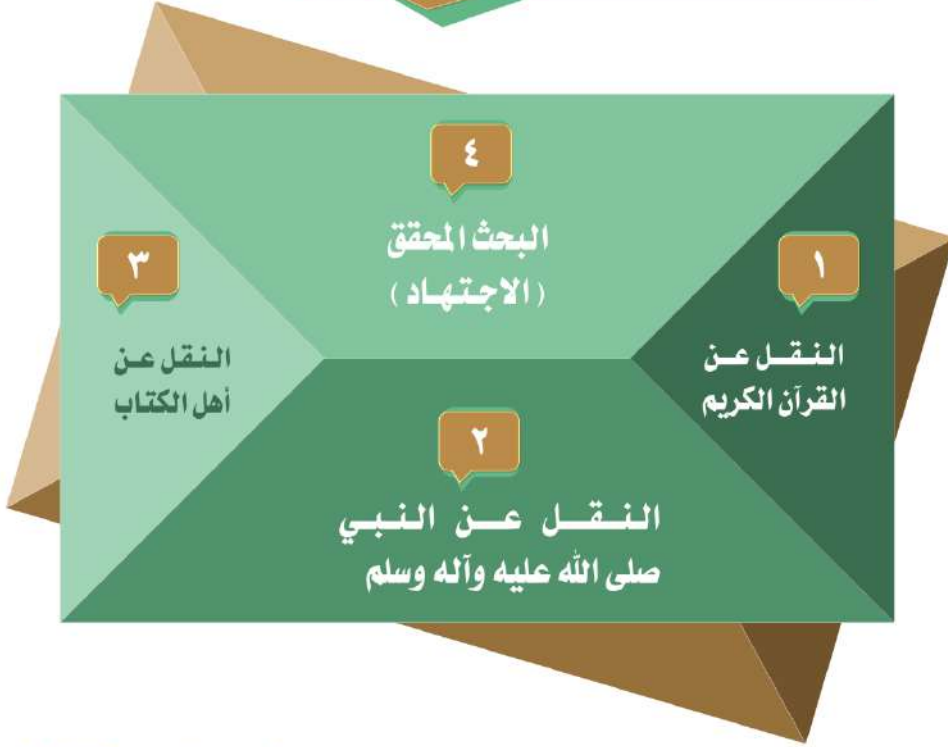 ١
النقل عن
القرآن الكريم
٢
النقل عن النبي
صلى الله عليه وآله وسلم
٣
النقل عن
أهل الكتاب
٤
البحث المحقق
(الاجتهاد)